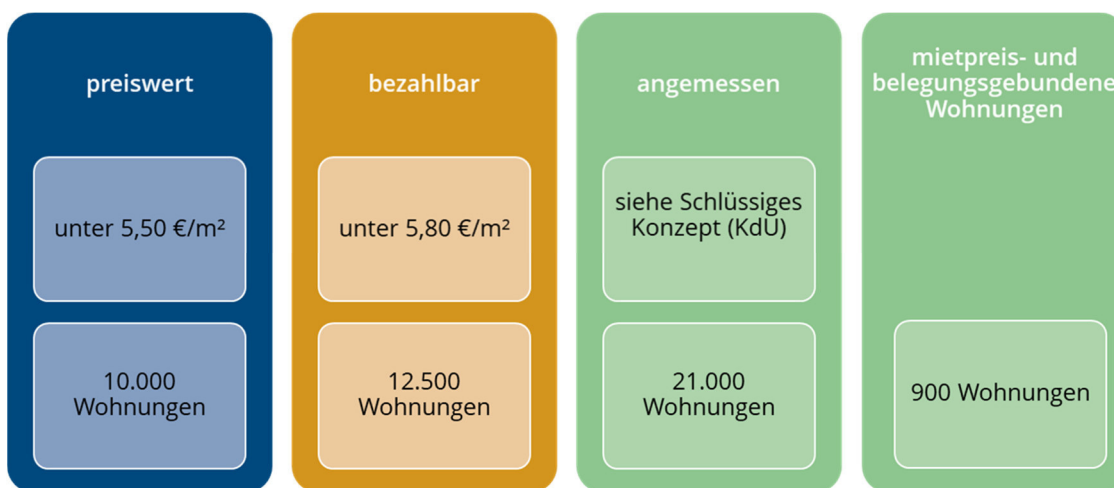 preiswert
unter 5,50 €/m²
10.000
Wohnungen
bezahlbar
unter 5,80 €/m²
12.500
Wohnungen
angemessen
siehe Schlüssiges
Konzept (KdU)
21.000
Wohnungen
mietpreis- und
belegungsgebundene
Wohnungen
900 Wohnungen